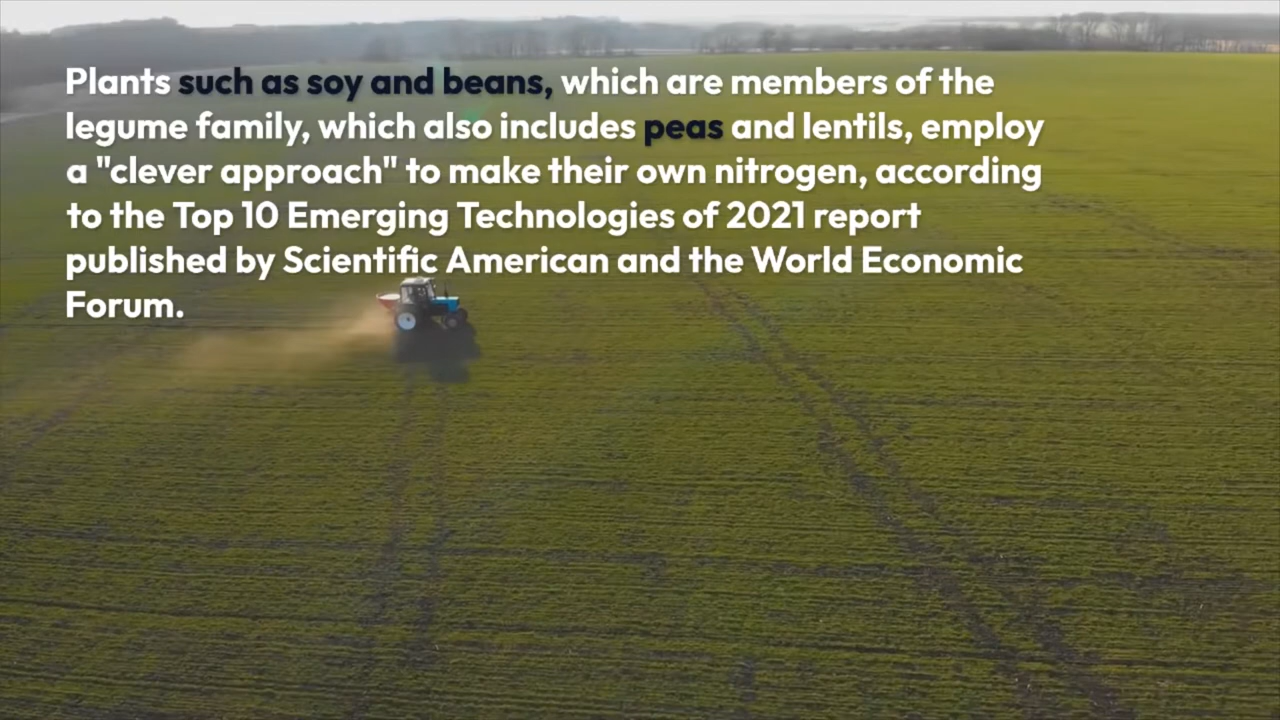 Plants such as soy and beans, which are members of the
legume family, which also includes peas and lentils, employ
a "clever approach" to make their own nitrogen, according
to the Top 10 Emerging Technologies of 2021 report
published by Scientific American and the World Economic
Forum.